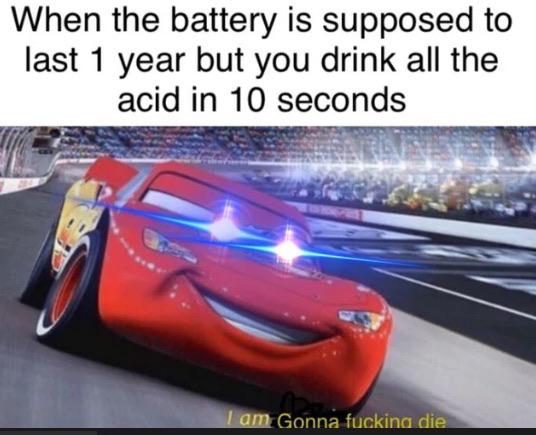 When the battery is supposed to
last 1 year but you drink all the
acid in 10 seconds
I am Gonna fucking die